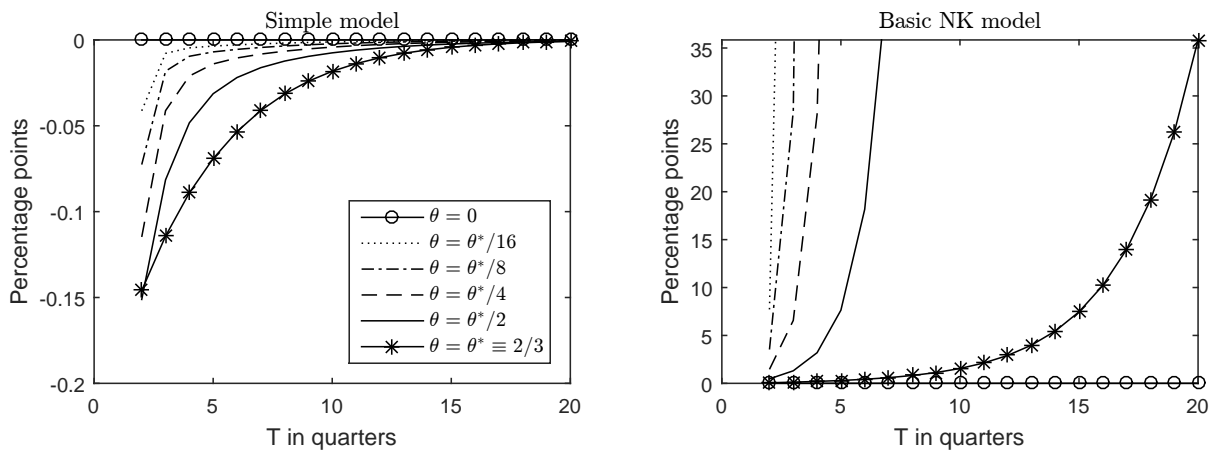 Simple model
0
-0.05
-0.1
-0.15
-0.2
Percentage points
0 5 10 15 20
T in quarters
θ = 0
θ = θ*/16
θ = θ*/8
θ = θ*/4
θ = θ*/2
θ = θ* ≡ 2/3
Basic NK model
35
30
25
20
15
10
5
0
Percentage points
0 5 10 15 20
T in quarters